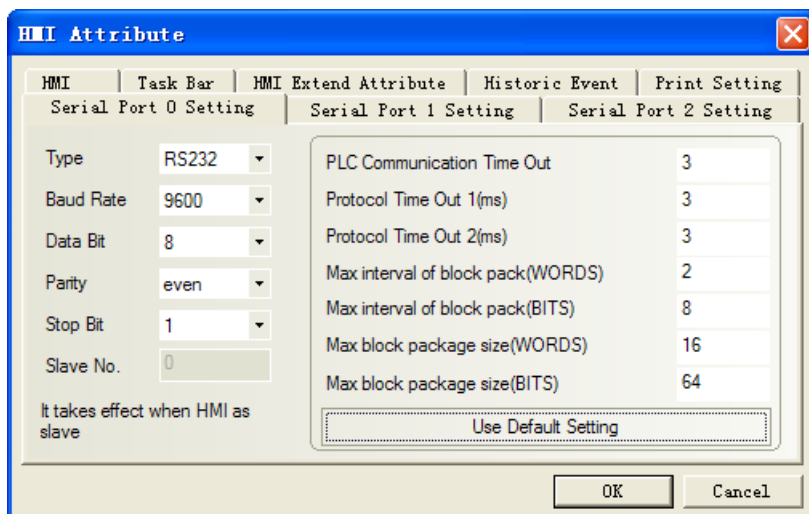 HMI Attribute
HMI Task Bar HMI Extend Attribute Historic Event Print Setting
Serial Port 0 Setting Serial Port 1 Setting Serial Port 2 Setting
Type RS232
Baud Rate 9600
Data Bit 8
Parity even
Stop Bit 1
Slave No. 0
It takes effect when HMI as
slave
PLC Communication Time Out 3
Protocol Time Out 1(ms) 3
Protocol Time Out 2(ms) 3
Max interval of block pack(WORDS) 2
Max interval of block pack(BITS) 8
Max block package size(WORDS) 16
Max block package size(BITS) 64
Use Default Setting
OK Cancel